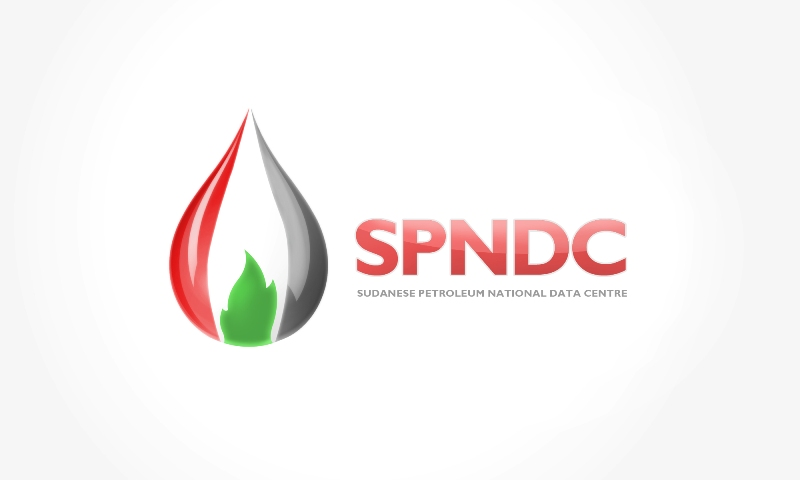 SPNDC
SUDANESE PETROLEUM NATIONAL DATA CENTRE